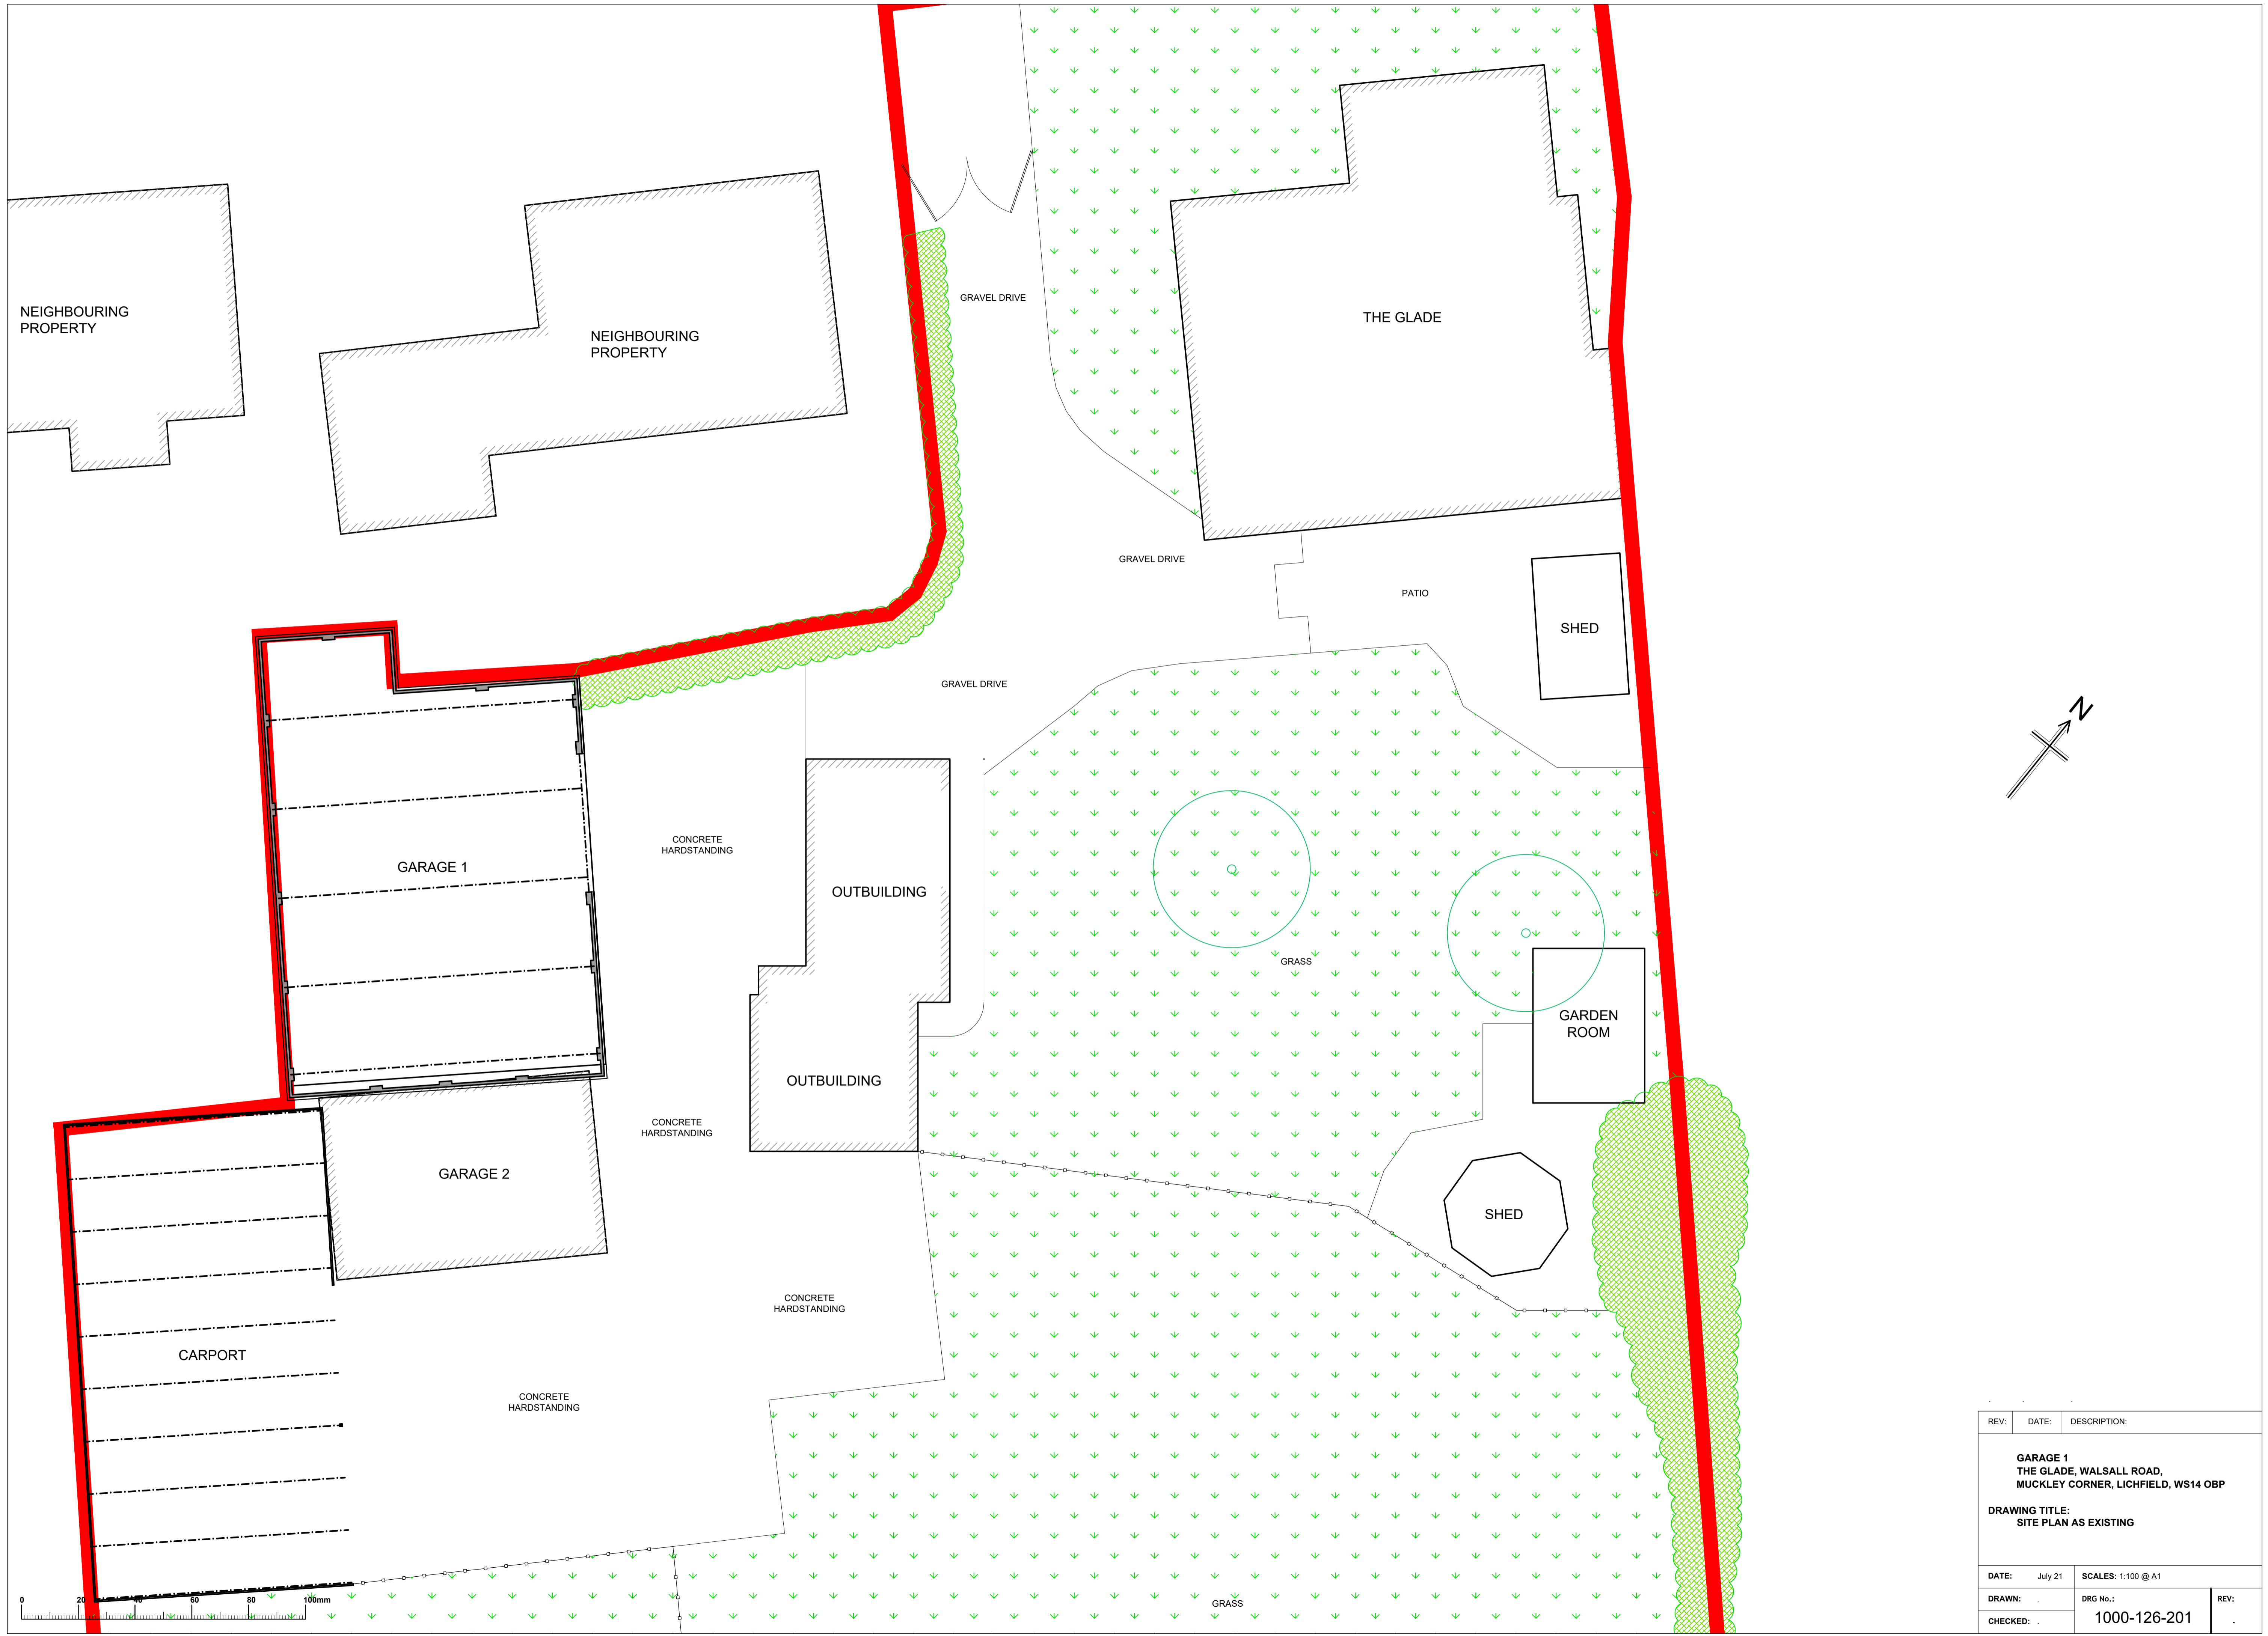 NEIGHBOURING
PROPERTY
NEIGHBOURING
PROPERTY
GRAVEL DRIVE
THE GLADE
GRAVEL DRIVE
PATIO
SHED
GRAVEL DRIVE
N
CONCRETE
HARDSTANDING
GARAGE 1
OUTBUILDING
GRASS
GARDEN
ROOM
OUTBUILDING
CONCRETE
HARDSTANDING
GARAGE 2
SHED
CONCRETE
HARDSTANDING
CARPORT
CONCRETE
HARDSTANDING
GRASS
0 20 40 60 80 100mm
REV: DATE: DESCRIPTION:
GARAGE 1
THE GLADE, WALSALL ROAD,
MUCKLEY CORNER, LICHFIELD, WS14 OBP
DRAWING TITLE:
SITE PLAN AS EXISTING
DATE: July 21 SCALES: 1:100 @ A1
DRAWN: . DRG No.: REV:
CHECKED: . 1000-126-201 .